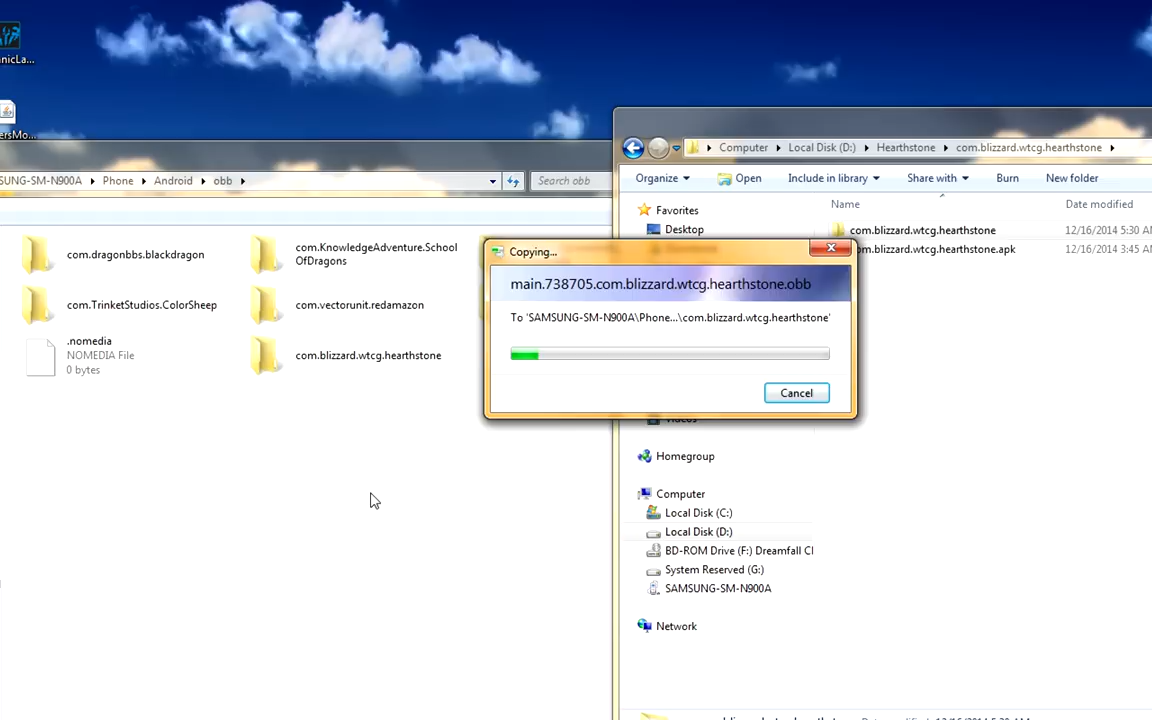 nicLa...
ersMo...
SUNG-SM-N900A Phone Android obb
Search obb
com.dragonbbs.blackdragon
com.KnowledgeAdventure.School
OfDragons
com.TrinketStudios.ColorSheep
com.vectorunit.redamazon
.nomedia
NOMEDIA File
0 bytes
com.blizzard.wtcg.hearthstone
Computer Local Disk (D:) Hearthstone com.blizzard.wtcg.hearthstone
Organize Open Include in library Share with Burn New folder
Name Date modified
Favorites
Desktop
com.blizzard.wtcg.hearthstone 12/16/2014 5:30 AM
com.blizzard.wtcg.hearthstone.apk 12/16/2014 3:45 AM
Copying...
main.738705.com.blizzard.wtcg.hearthstone.obb
To 'SAMSUNG-SM-N900A\Phone...\com.blizzard.wtcg.hearthstone'
Cancel
Videos
Homegroup
Computer
Local Disk (C:)
Local Disk (D:)
BD-ROM Drive (F:) Dreamfall Cl
System Reserved (G:)
SAMSUNG-SM-N900A
Network